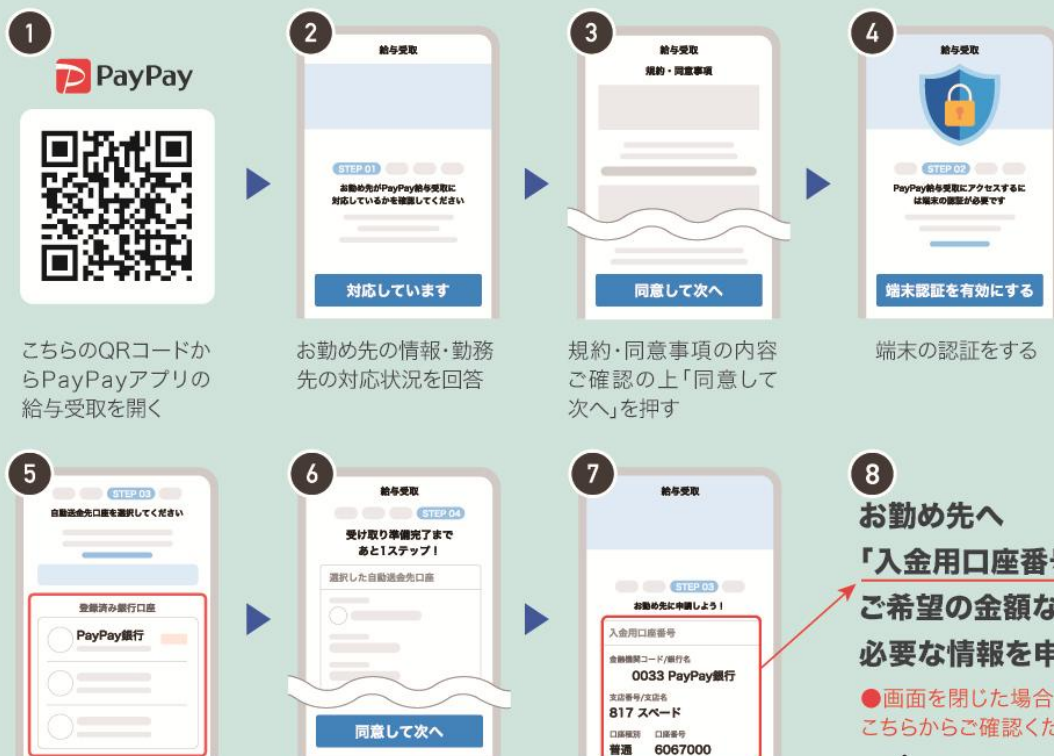 1
PayPay
こちらのQRコードか
らPayPayアプリの
給与受取を開く
2
給与受取
STEP 01
お勤め先がPayPay給与受取に
対応しているかを確認してください
対応しています
お勤め先の情報・勤務
先の対応状況を回答
3
給与受取
規約・同意事項
同意して次へ
規約・同意事項の内容
ご確認の上「同意して
次へ」を押す
4
給与受取
STEP 02
PayPay給与受取にアクセスするに
は端末の認証が必要です
端末認証を有効にする
端末の認証をする
5
STEP 03
自動送金先口座を選択してください
登録済み銀行口座
PayPay銀行
6
給与受取
STEP 04
受け取り準備完了まで
あと1ステップ！
選択した自動送金先口座
同意して次へ
7
給与受取
STEP 03
お勤め先に申請しよう！
入金用口座番号
金融機関コード/銀行名
0033 PayPay銀行
支店番号/支店名
817 スペード
口座種別 口座番号
普通 6067000
8
お勤め先へ
「入金用口座番
ご希望の金額な
必要な情報を申
●画面を閉じた場合
こちらからご確認くだ